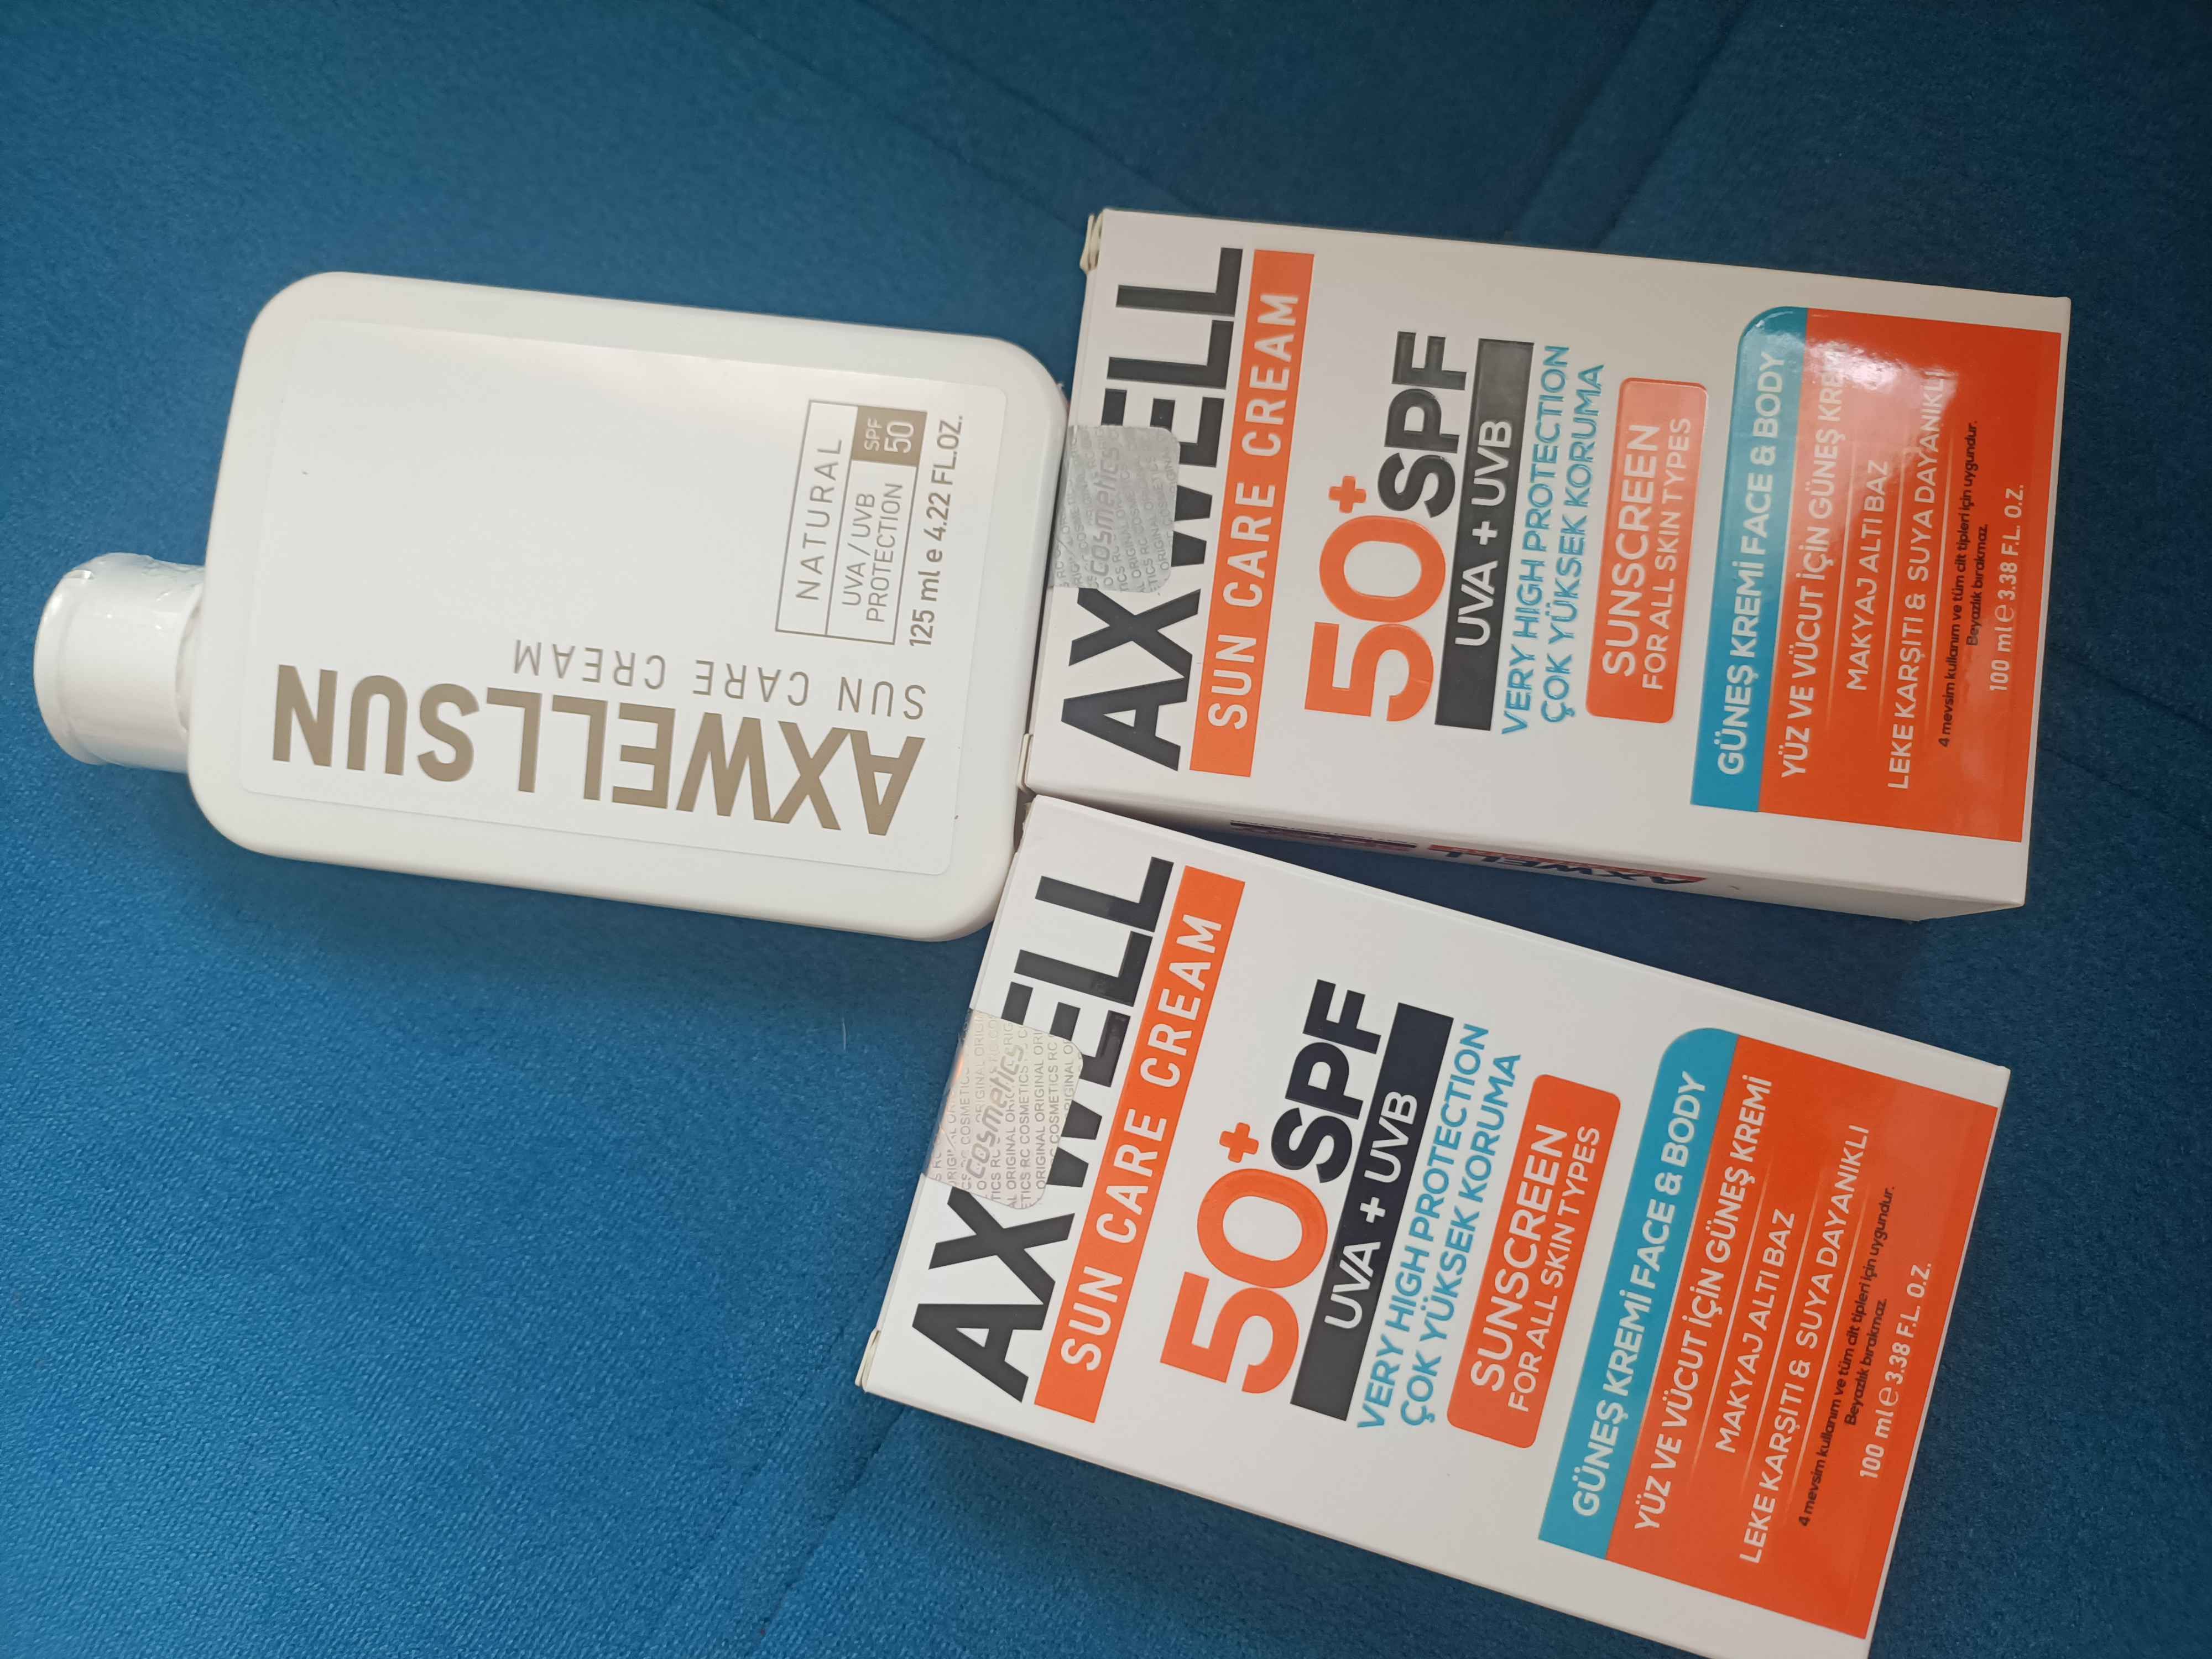 AXWELLSUN
SUN CARE CREAM
NATURAL
UVA / UVB
PROTECTION
SPF
50
125 ml e 4.22 FL.OZ.
AXWELL
cosmetics
SUN CARE CREAM
50+
SPF
UVA + UVB
VERY HIGH PROTECTION
ÇOK YÜKSEK KORUMA
SUNSCREEN
FOR ALL SKIN TYPES
GÜNEŞ KREMİ FACE & BODY
YÜZ VE VÜCUT İÇİN GÜNEŞ KREMİ
MAKYAJ ALTI BAZ
LEKE KARŞITI & SUYA DAYANIKLI
4 mevsim kullanım ve tüm cilt tipleri için uygundur.
Beyazlık bırakmaz.
100 ml e 3.38 F.L. O.Z.
AXWELL
AXWELL
cosmetics
ORIGINAL ORIGINAL
COSMETICS RC
SUN CARE CREAM
50+
SPF
UVA + UVB
VERY HIGH PROTECTION
ÇOK YÜKSEK KORUMA
SUNSCREEN
FOR ALL SKIN TYPES
GÜNEŞ KREMİ FACE & BODY
YÜZ VE VÜCUT İÇİN GÜNEŞ KREMİ
MAKYAJ ALTI BAZ
LEKE KARŞITI & SUYA DAYANIKLI
4 mevsim kullanım ve tüm cilt tipleri için uygundur.
Beyazlık bırakmaz.
100 ml e 3.38 F.L. O.Z.